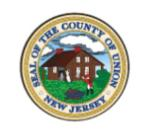 SEAL OF THE COUNTY OF UNION
NEW JERSEY